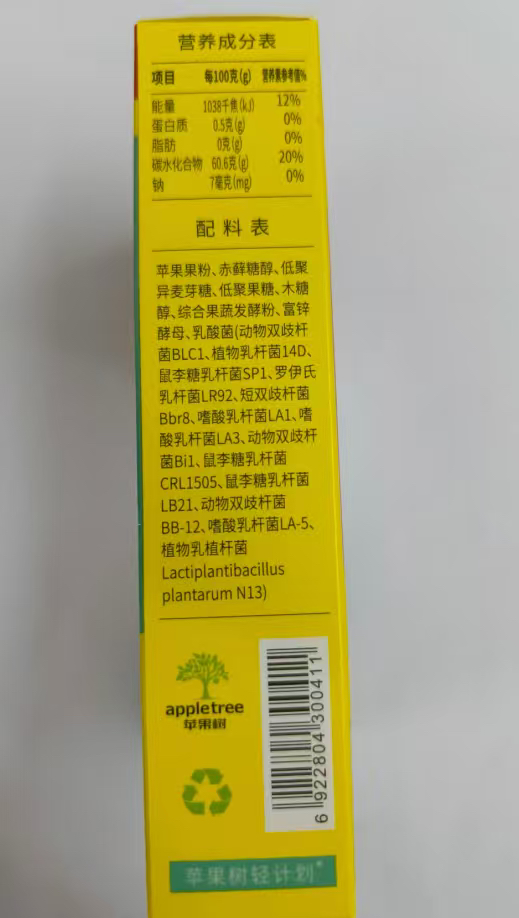 营养成分表
项目 每100克(g) 营养素参考值%
能量 1038千焦(kJ) 12%
蛋白质 0.5克(g) 0%
脂肪 0克(g) 0%
碳水化合物 60.6克(g) 20%
钠 7毫克(mg) 0%
配料表
苹果果粉、赤藓糖醇、低聚
异麦芽糖、低聚果糖、木糖
醇、综合果蔬发酵粉、富锌
酵母、乳酸菌(动物双歧杆
菌BLC1、植物乳杆菌14D、
鼠李糖乳杆菌SP1、罗伊氏
乳杆菌LR92、短双歧杆菌
Bbr8、嗜酸乳杆菌LA1、嗜
酸乳杆菌LA3、动物双歧杆
菌Bi1、鼠李糖乳杆菌
CRL1505、鼠李糖乳杆菌
LB21、动物双歧杆菌
BB-12、嗜酸乳杆菌LA-5、
植物乳植杆菌
Lactiplantibacillus
plantarum N13)
appletree
苹果树
6 922804 300411
苹果树轻计划®